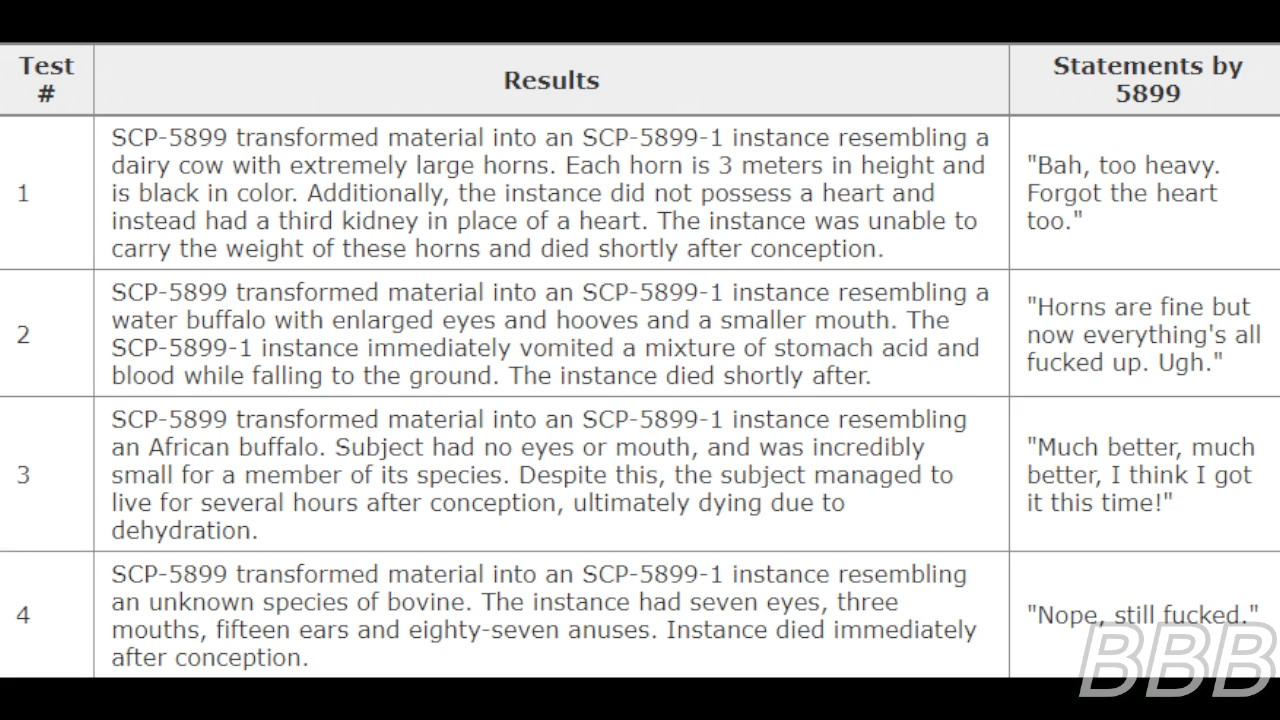 Test
#
Results
Statements by
5899
1
SCP-5899 transformed material into an SCP-5899-1 instance resembling a
dairy cow with extremely large horns. Each horn is 3 meters in height and
is black in color. Additionally, the instance did not possess a heart and
instead had a third kidney in place of a heart. The instance was unable to
carry the weight of these horns and died shortly after conception.
"Bah, too heavy.
Forgot the heart
too."
2
SCP-5899 transformed material into an SCP-5899-1 instance resembling a
water buffalo with enlarged eyes and hooves and a smaller mouth. The
SCP-5899-1 instance immediately vomited a mixture of stomach acid and
blood while falling to the ground. The instance died shortly after.
"Horns are fine but
now everything's all
fucked up. Ugh."
3
SCP-5899 transformed material into an SCP-5899-1 instance resembling
an African buffalo. Subject had no eyes or mouth, and was incredibly
small for a member of its species. Despite this, the subject managed to
live for several hours after conception, ultimately dying due to
dehydration.
"Much better, much
better, I think I got
it this time!"
4
SCP-5899 transformed material into an SCP-5899-1 instance resembling
an unknown species of bovine. The instance had seven eyes, three
mouths, fifteen ears and eighty-seven anuses. Instance died immediately
after conception.
"Nope, still fucked."
BBB